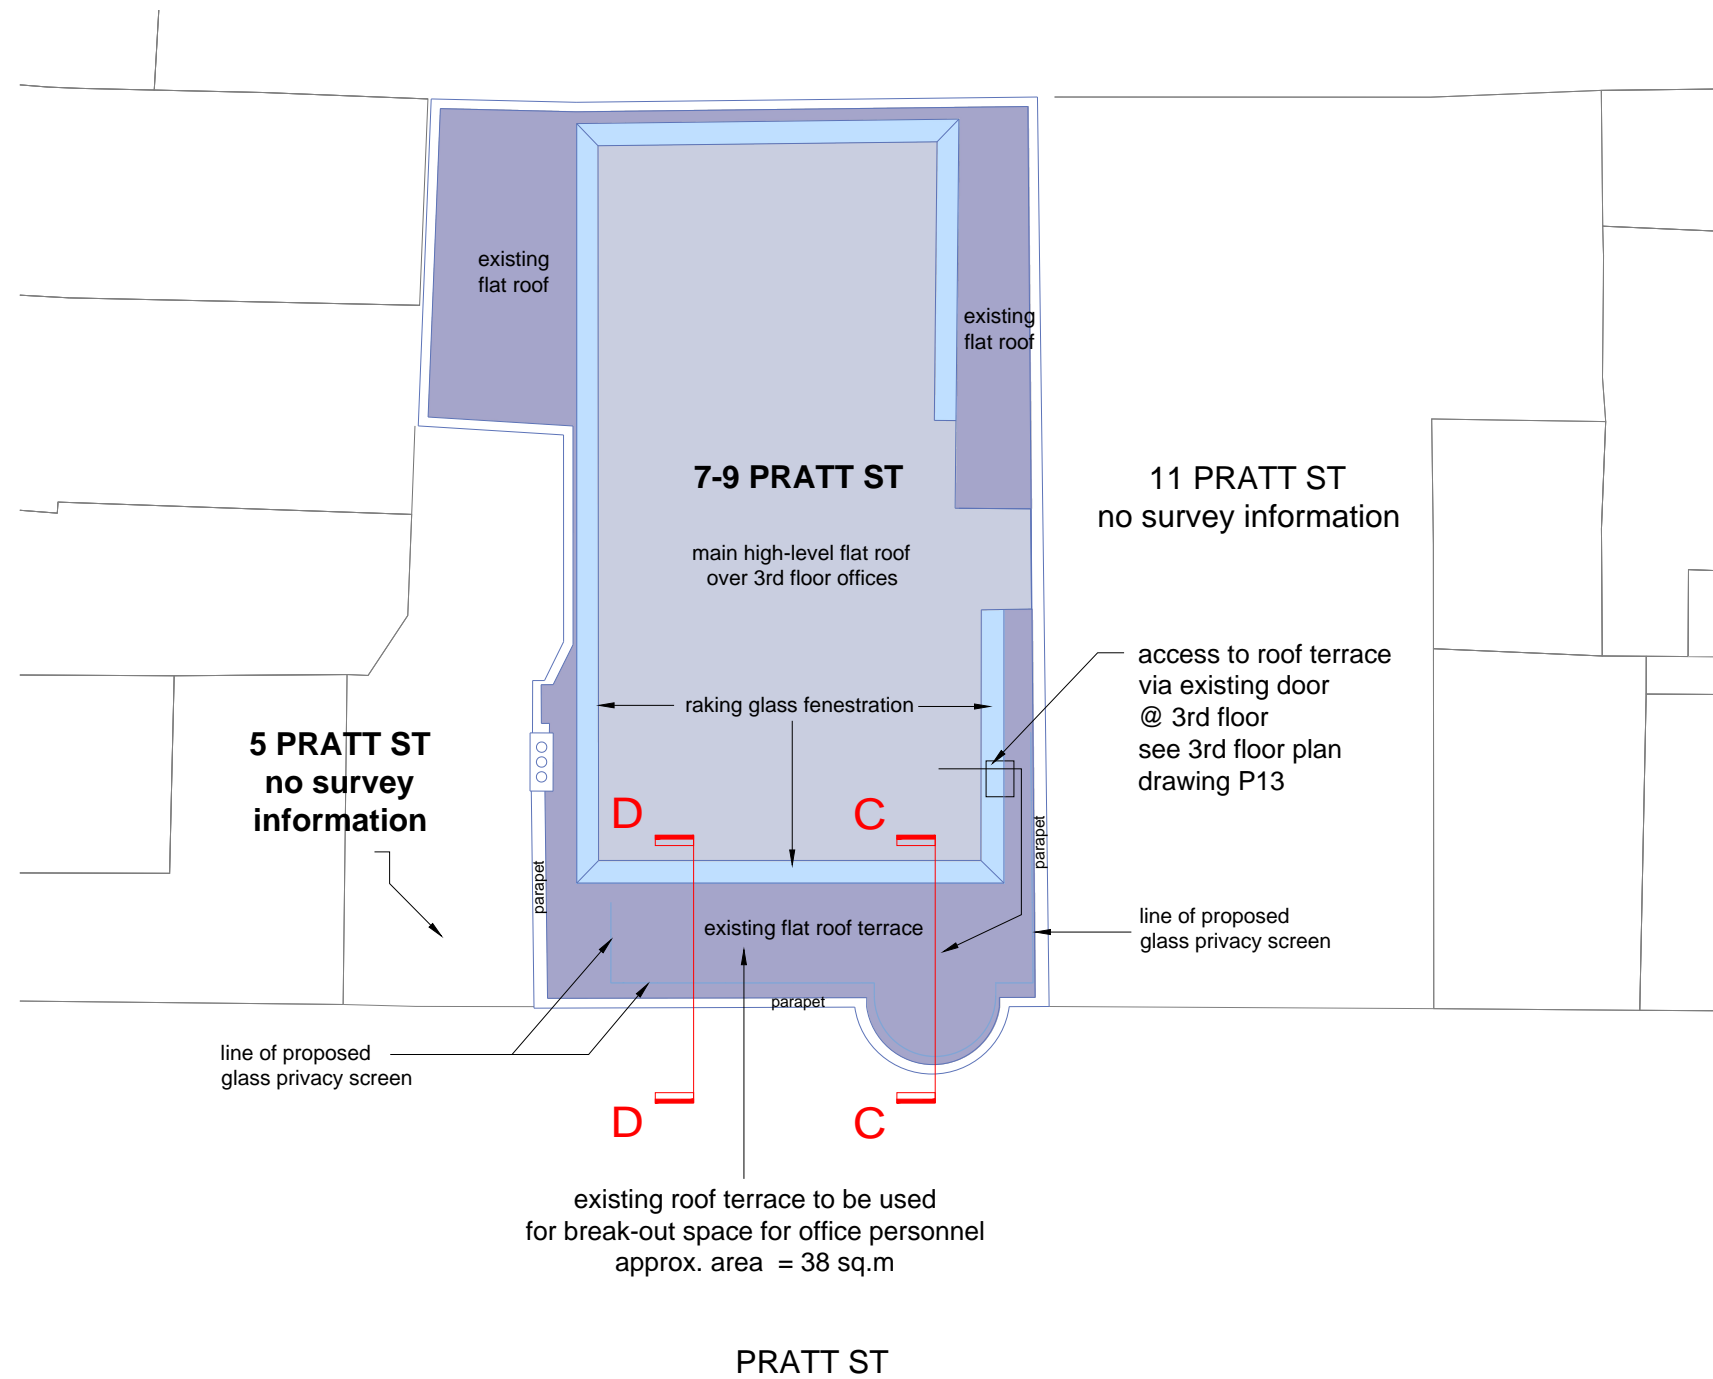 existing
flat roof
existing
flat roof
7-9 PRATT ST
11 PRATT ST
no survey information
main high-level flat roof
over 3rd floor offices
access to roof terrace
via existing door
@ 3rd floor
see 3rd floor plan
drawing P13
raking glass fenestration
5 PRATT ST
no survey
information
D
C
parapet
parapet
existing flat roof terrace
line of proposed
glass privacy screen
parapet
line of proposed
glass privacy screen
D
C
existing roof terrace to be used
for break-out space for office personnel
approx. area = 38 sq.m
PRATT ST